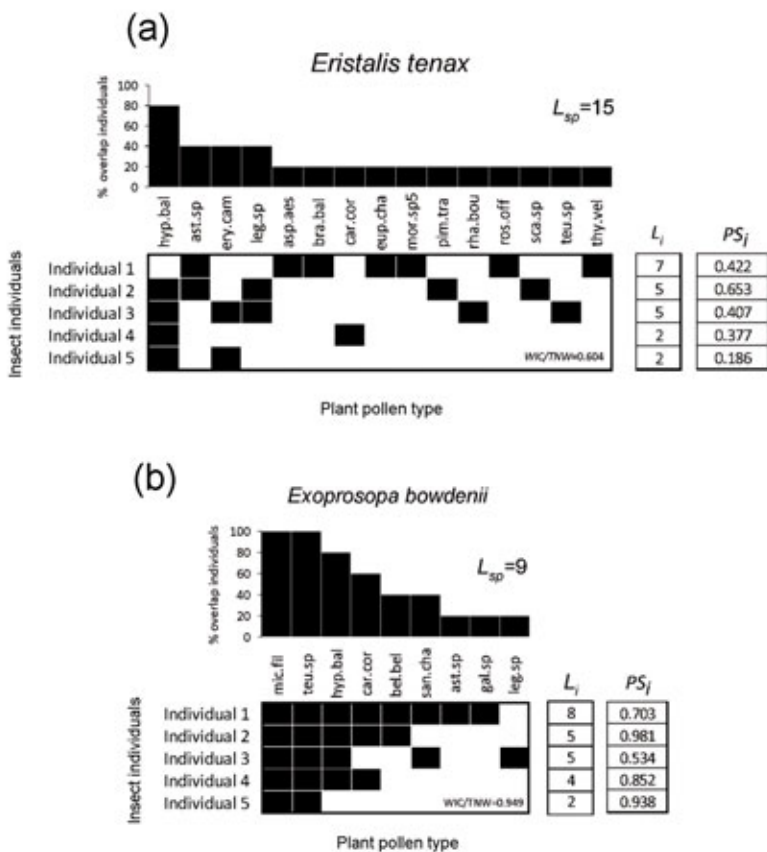 (a)
Eristalis tenax
% overlap individuals
100
80
60
40
20
0
L_sp=15
hyp.bal
ast.sp
ery.cam
leg.sp
asp.aes
bra.bal
car.cor
eup.cha
mor.sp5
pim.tra
rha.bou
ros.off
sca.sp
teu.sp
thy.vel
L_i PS_i
Insect individuals
Individual 1 7 0.422
Individual 2 5 0.653
Individual 3 5 0.407
Individual 4 2 0.377
Individual 5 WIC/TNW=0.604 2 0.186
Plant pollen type
(b)
Exoprosopa bowdenii
% overlap individuals
100
80
60
40
20
0
L_sp=9
mic.fil
teu.sp
hyp.bal
car.cor
bel.bel
san.cha
ast.sp
gal.sp
leg.sp
L_i PS_i
Insect individuals
Individual 1 8 0.703
Individual 2 5 0.981
Individual 3 5 0.534
Individual 4 4 0.852
Individual 5 WIC/TNW=0.949 2 0.938
Plant pollen type